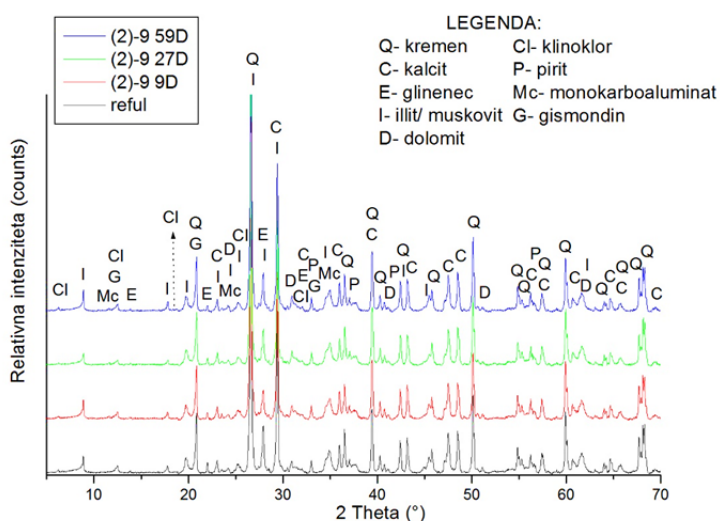 (2)-9 59D
(2)-9 27D
(2)-9 9D
reful
LEGENDA:
Q- kremen
Cl- klinoklor
C- kalcit
P- pirit
E- glinenec
Mc- monokarboaluminat
I- illit/ muskovit
G- gismondin
D- dolomit
Relativna intenziteta (counts)
Cl
I
Cl
G
Mc
E
Cl
I
I
Q
G
E
C
I
D
I
Mc
Cl
I
Q
I
E
I
C
I
D
C
E
Cl
P
G
I
Mc
C
Q
P
Q
C
Q
D
P
I
Q
C
I
Q
C
C
Q
D
Q
Q
P
C
Q
C
Q
Q
C
I
D
Q
C
Q
Q
Q
C
10
20
30
40
50
60
70
2 Theta (°)